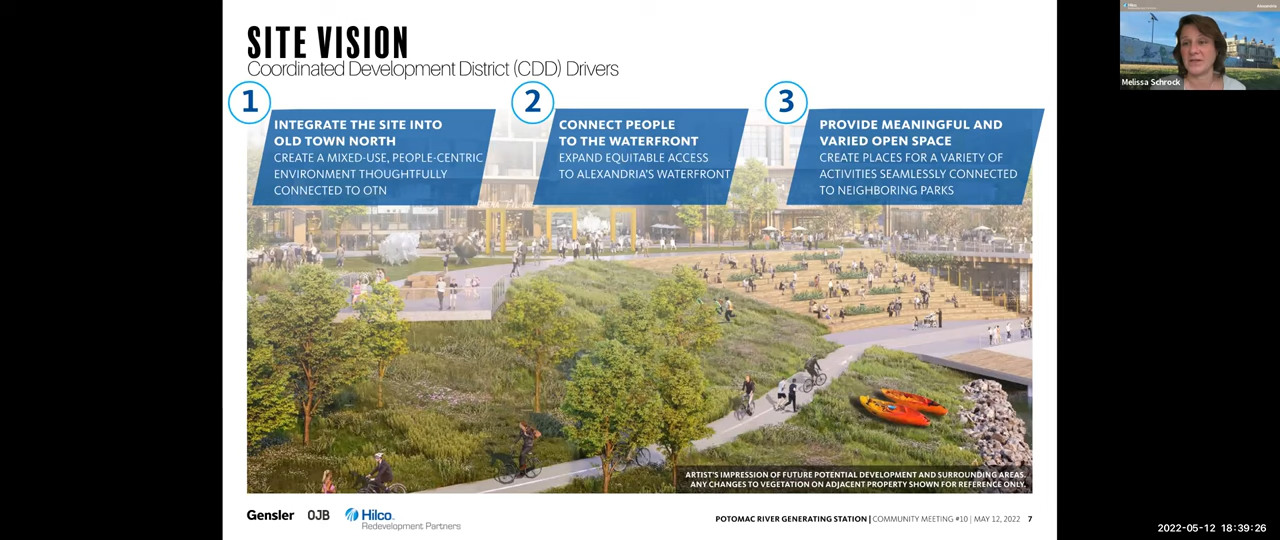 SITE VISION
Coordinated Development District (CDD) Drivers
1
INTEGRATE THE SITE INTO
OLD TOWN NORTH
CREATE A MIXED-USE, PEOPLE-CENTRIC
ENVIRONMENT THOUGHTFULLY
CONNECTED TO OTN
2
CONNECT PEOPLE
TO THE WATERFRONT
EXPAND EQUITABLE ACCESS
TO ALEXANDRIA'S WATERFRONT
3
PROVIDE MEANINGFUL AND
VARIED OPEN SPACE
CREATE PLACES FOR A VARIETY OF
ACTIVITIES SEAMLESSLY CONNECTED
TO NEIGHBORING PARKS
ARTIST'S IMPRESSION OF FUTURE POTENTIAL DEVELOPMENT AND SURROUNDING AREAS.
ANY CHANGES TO VEGETATION ON ADJACENT PROPERTY SHOWN FOR REFERENCE ONLY.
Gensler OJB Hilco
Redevelopment Partners
POTOMAC RIVER GENERATING STATION | COMMUNITY MEETING #10 | MAY 12, 2022 7
Hilco
Melissa Schrock
2022-05-12 18:39:26